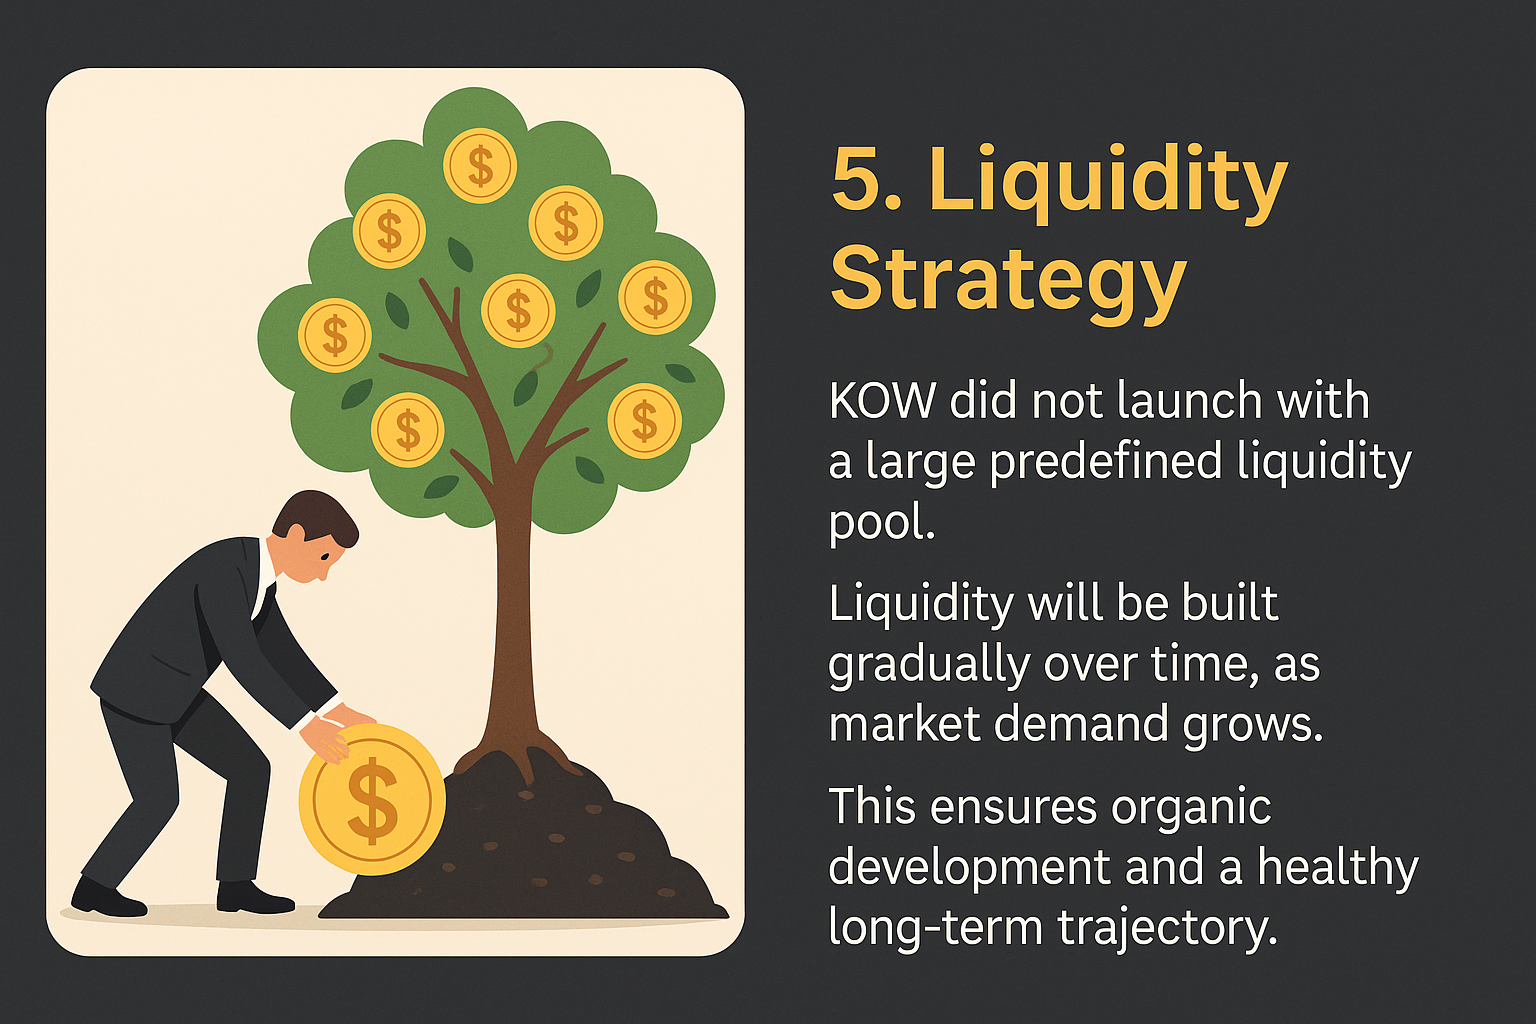 $
$
$
$
$
$
$
$
$
5. Liquidity
Strategy
KOW did not launch with
a large predefined liquidity
pool.
Liquidity will be built
gradually over time, as
market demand grows.
This ensures organic
development and a healthy
long-term trajectory.